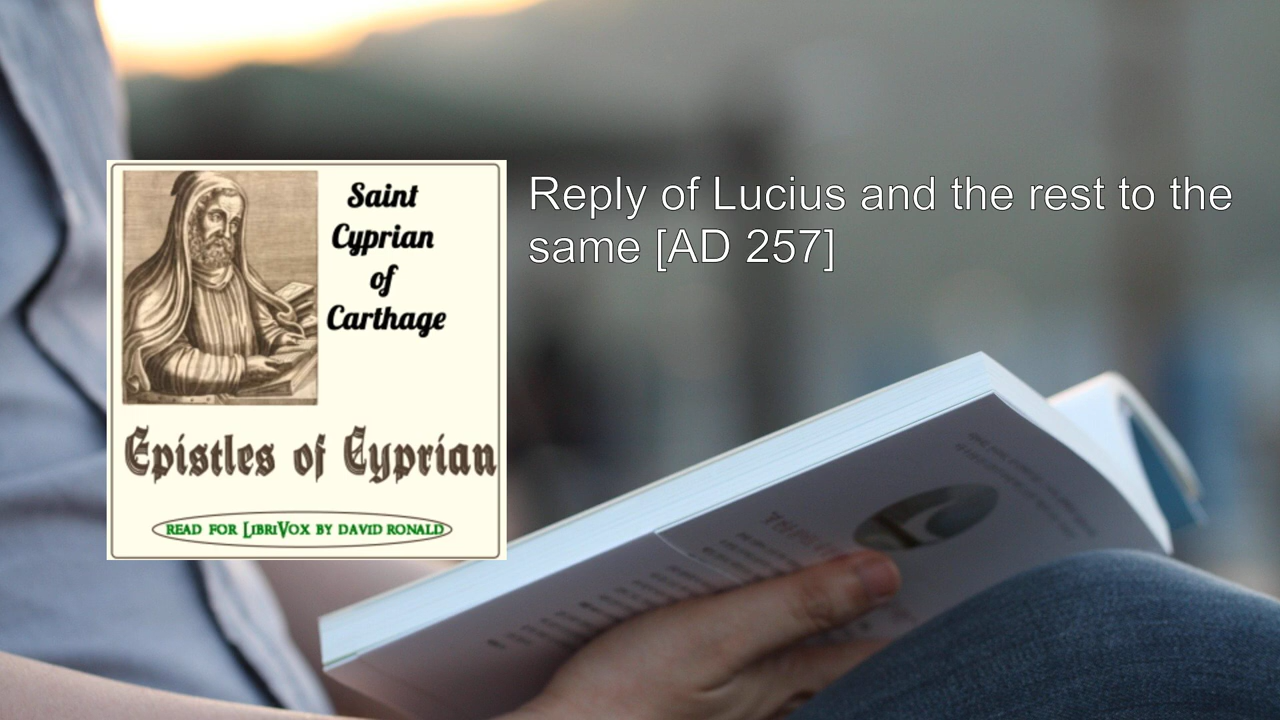 Saint
Cyprian
of
Carthage
Epistles of Cyprian
READ FOR LIBRIVOX BY DAVID RONALD
Reply of Lucius and the rest to the
same [AD 257]